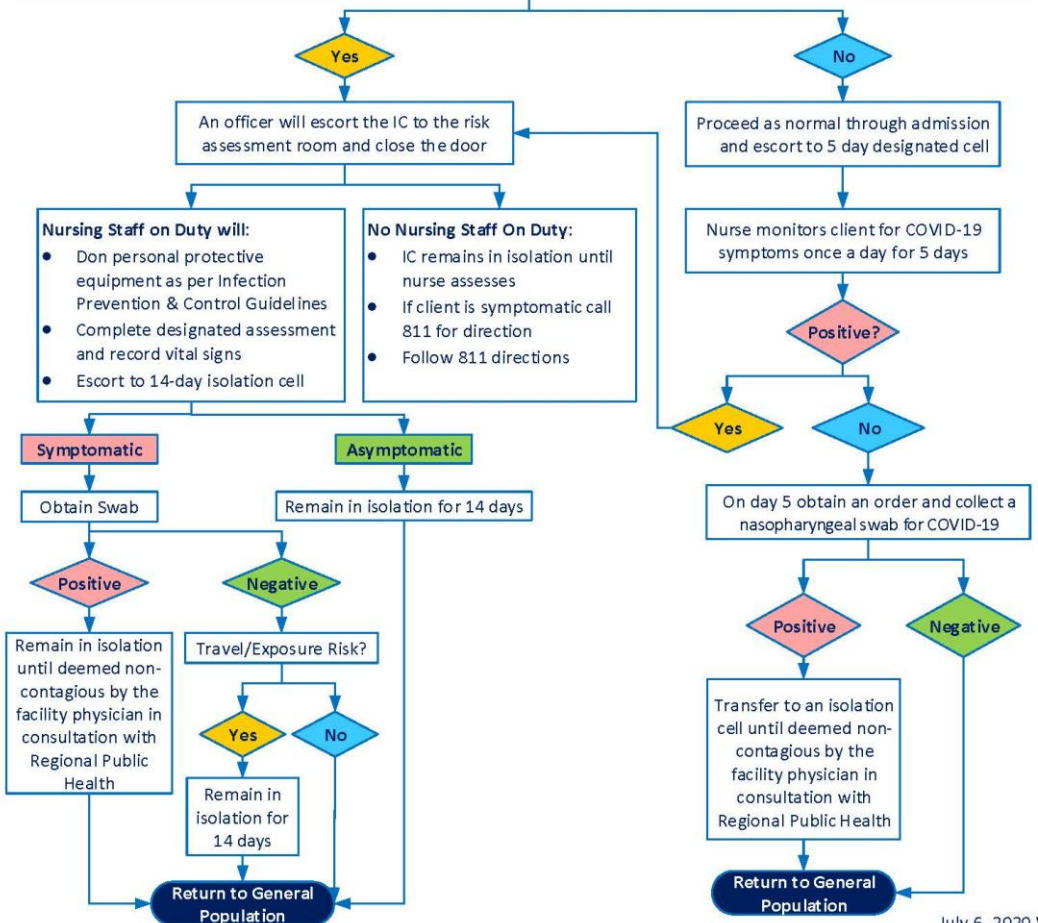 Yes
No
An officer will escort the IC to the risk
assessment room and close the door
Proceed as normal through admission
and escort to 5 day designated cell
Nursing Staff on Duty will:
● Don personal protective
equipment as per Infection
Prevention & Control Guidelines
● Complete designated assessment
and record vital signs
● Escort to 14-day isolation cell
No Nursing Staff On Duty:
● IC remains in isolation until
nurse assesses
● If client is symptomatic call
811 for direction
● Follow 811 directions
Nurse monitors client for COVID-19
symptoms once a day for 5 days
Positive?
Yes
No
Symptomatic
Asymptomatic
Obtain Swab
Remain in isolation for 14 days
On day 5 obtain an order and collect a
nasopharyngeal swab for COVID-19
Positive
Negative
Positive
Negative
Remain in isolation
until deemed non-
contagious by the
facility physician in
consultation with
Regional Public
Health
Travel/Exposure Risk?
Yes
No
Remain in
isolation for
14 days
Transfer to an isolation
cell until deemed non-
contagious by the
facility physician in
consultation with
Regional Public Health
Return to General
Population
Return to General
Population